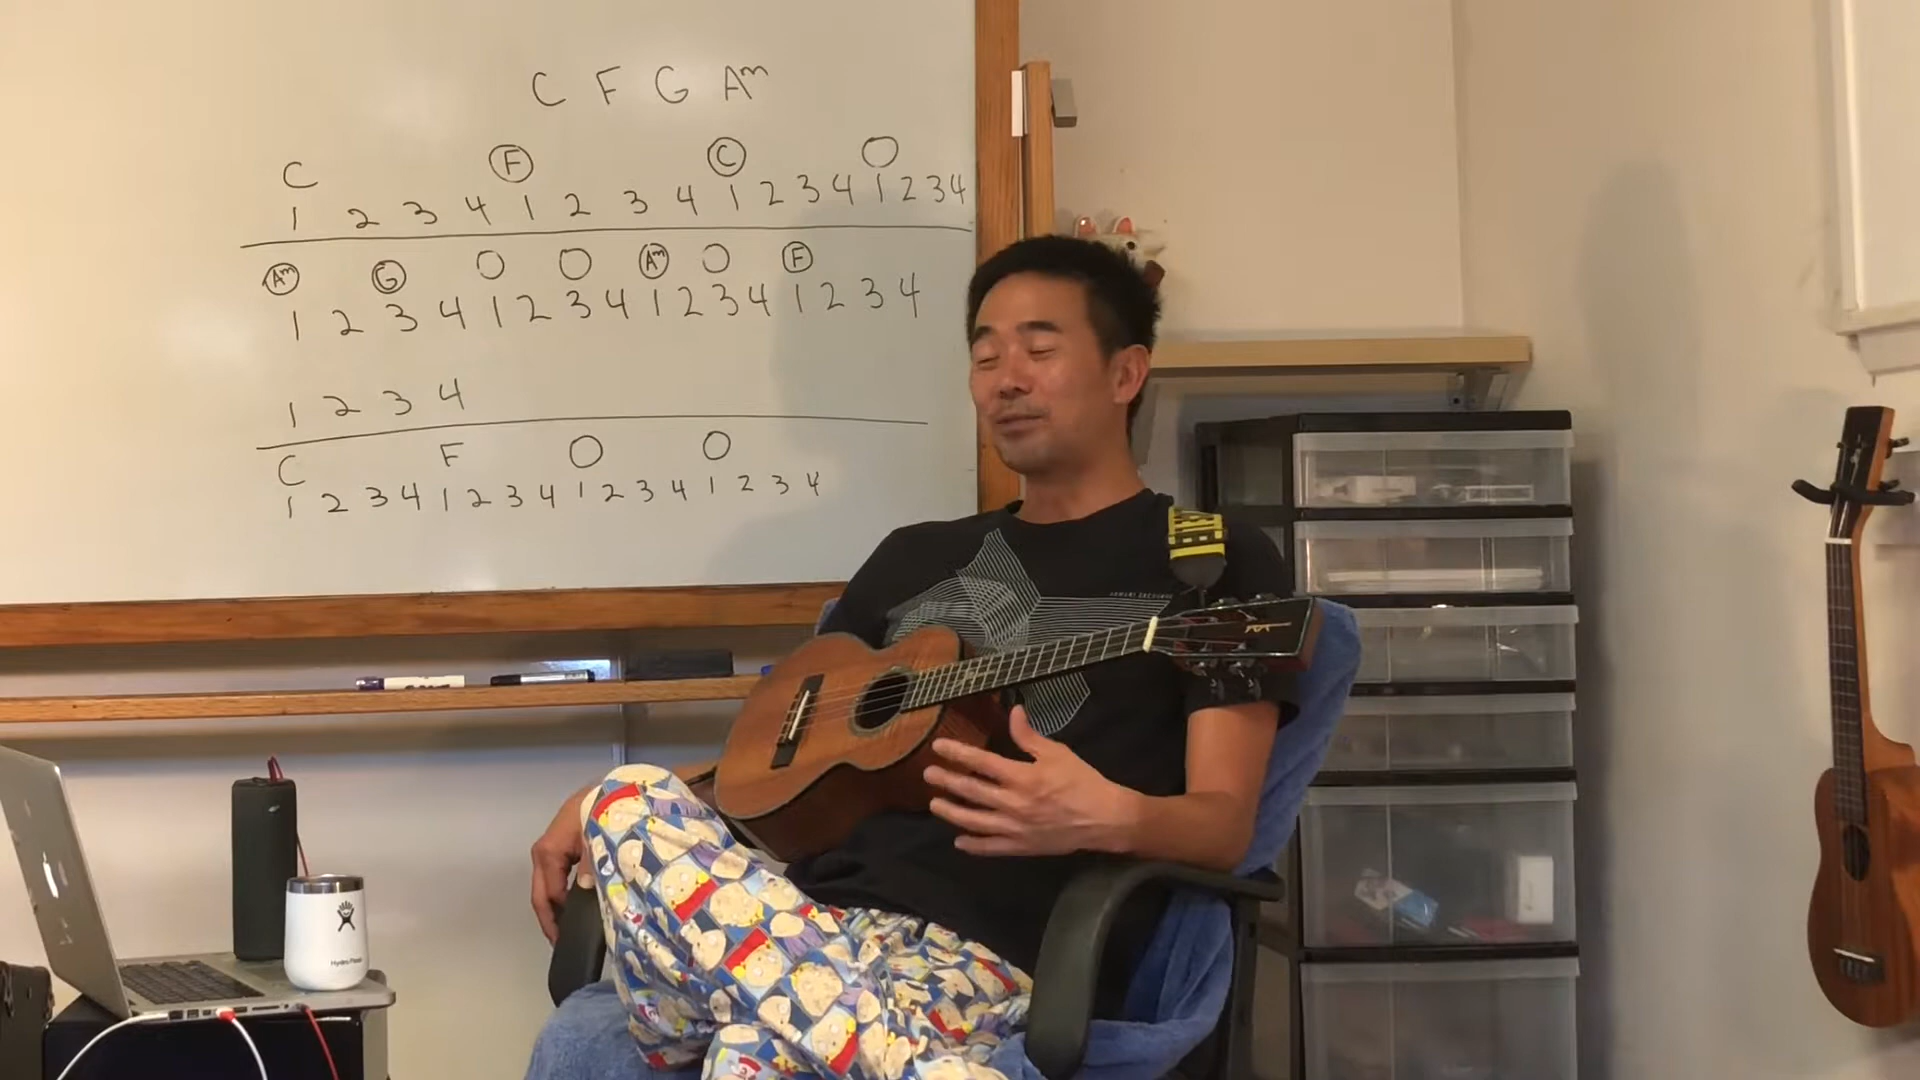 C F G Am
C F C
1 2 3 4 1 2 3 4 1 2 3 4 1 2 3 4
Am G Am F
1 2 3 4 1 2 3 4 1 2 3 4 1 2 3 4
1 2 3 4
C F
1 2 3 4 1 2 3 4 1 2 3 4 1 2 3 4
Hydro Flask